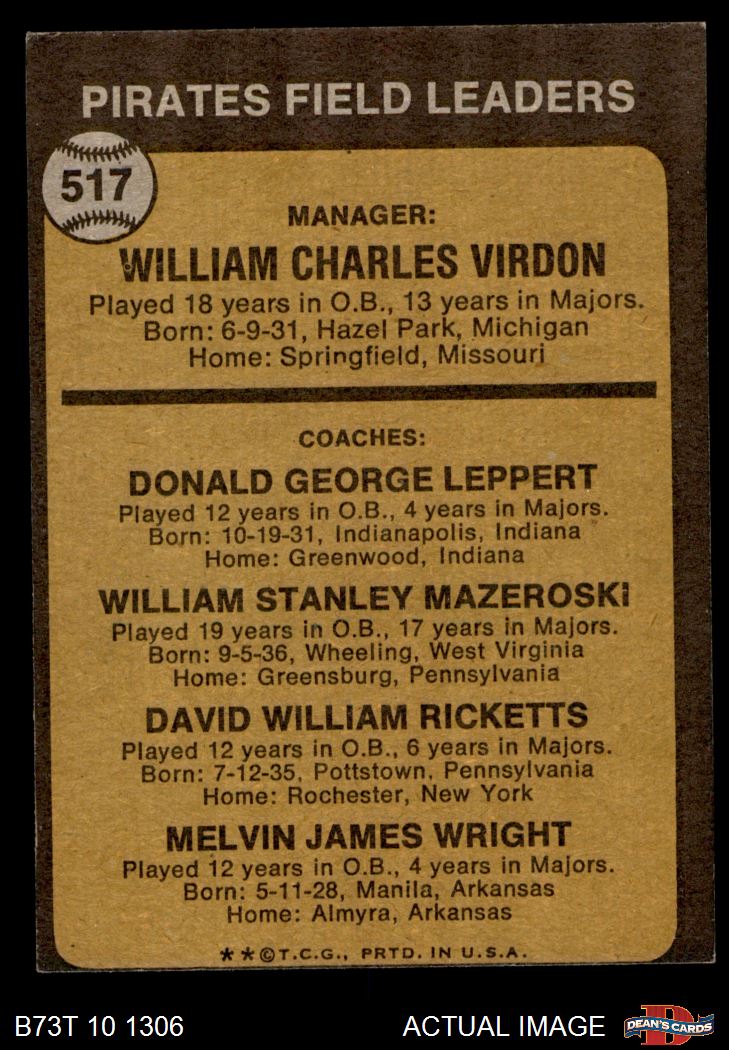 PIRATES FIELD LEADERS
517
MANAGER:
WILLIAM CHARLES VIRDON
Played 18 years in O.B., 13 years in Majors.
Born: 6-9-31, Hazel Park, Michigan
Home: Springfield, Missouri
COACHES:
DONALD GEORGE LEPPERT
Played 12 years in O.B., 4 years in Majors.
Born: 10-19-31, Indianapolis, Indiana
Home: Greenwood, Indiana
WILLIAM STANLEY MAZEROSKI
Played 19 years in O.B., 17 years in Majors.
Born: 9-5-36, Wheeling, West Virginia
Home: Greensburg, Pennsylvania
DAVID WILLIAM RICKETTS
Played 12 years in O.B., 6 years in Majors.
Born: 7-12-35, Pottstown, Pennsylvania
Home: Rochester, New York
MELVIN JAMES WRIGHT
Played 12 years in O.B., 4 years in Majors.
Born: 5-11-28, Manila, Arkansas
Home: Almyra, Arkansas
**©T.C.G., PRTD. IN U.S.A.
B73T 10 1306 ACTUAL IMAGE D DEAN'S CARDS